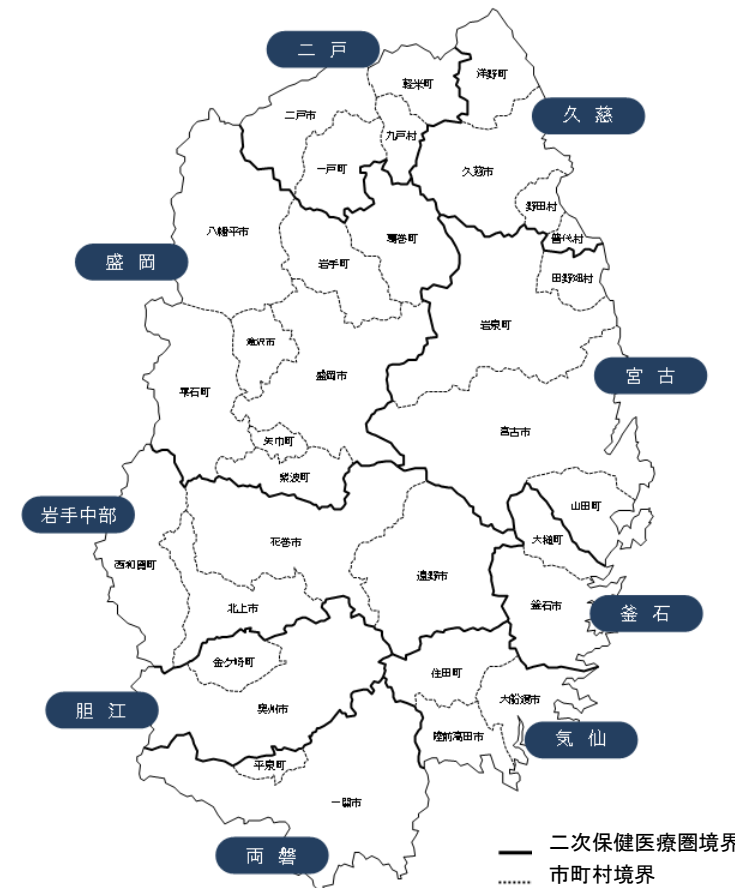 二戸
軽米町
洋野町
二戸市
久慈
九戸村
一戸町
久慈市
野田村
八幡平市
葛巻町
普代村
盛岡
岩手町
田野畑村
岩泉町
滝沢市
盛岡市
宮古
雫石町
宮古市
矢巾町
紫波町
山田町
岩手中部
大槌町
花巻市
西和賀町
遠野市
釜石市
北上市
釜石
金ケ崎町
住田町
大船渡市
胆江
奥州市
陸前高田市
気仙
平泉町
一関市
二次保健医療圏境界
両磐
市町村境界